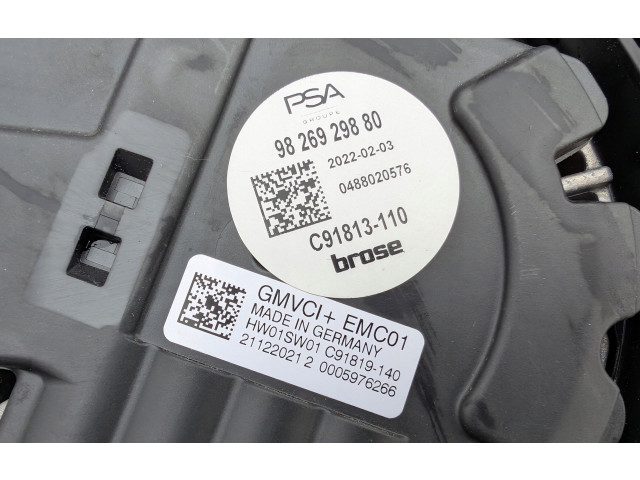 PSA
GROUPE
98 269 298 80
2022-02-03
0488020576
C91813-110
brose
GMVCI+ EMC01
MADE IN GERMANY
HW01SW01 C91819-140
21122021 2 0005976266